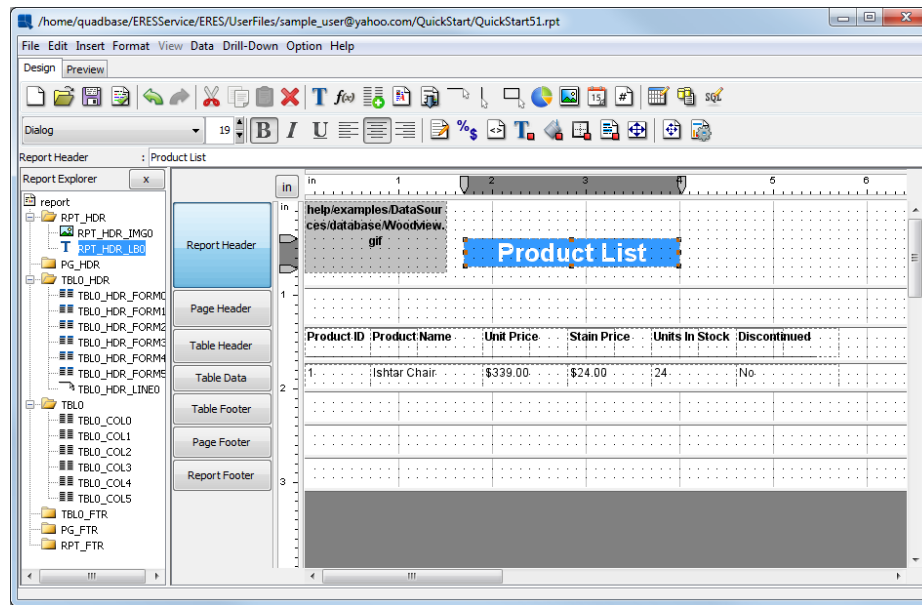 /home/quadbase/ERESService/ERES/UserFiles/sample_user@yahoo.com/QuickStart/QuickStart51.rpt
File Edit Insert Format View Data Drill-Down Option Help
Design Preview
T f(x) 15 # SQL
Dialog 19 B I U % $ <> T
Report Header : Product List
Report Explorer x
report
RPT_HDR
RPT_HDR_IMG0
T RPT_HDR_LB0
PG_HDR
TBL0_HDR
TBL0_HDR_FORM0
TBL0_HDR_FORM1
TBL0_HDR_FORM2
TBL0_HDR_FORM3
TBL0_HDR_FORM4
TBL0_HDR_FORM5
TBL0_HDR_LINE0
TBL0
TBL0_COL0
TBL0_COL1
TBL0_COL2
TBL0_COL3
TBL0_COL4
TBL0_COL5
TBL0_FTR
PG_FTR
RPT_FTR
in in 1 2 3 4 5 6
in
1
2
3
Report Header
Page Header
Table Header
Table Data
Table Footer
Page Footer
Report Footer
help/examples/DataSour
ces/database/Woodview.
gif
Product List
Product ID Product Name Unit Price Stain Price Units In Stock Discontinued
1 Ishtar Chair $339.00 $24.00 24 No